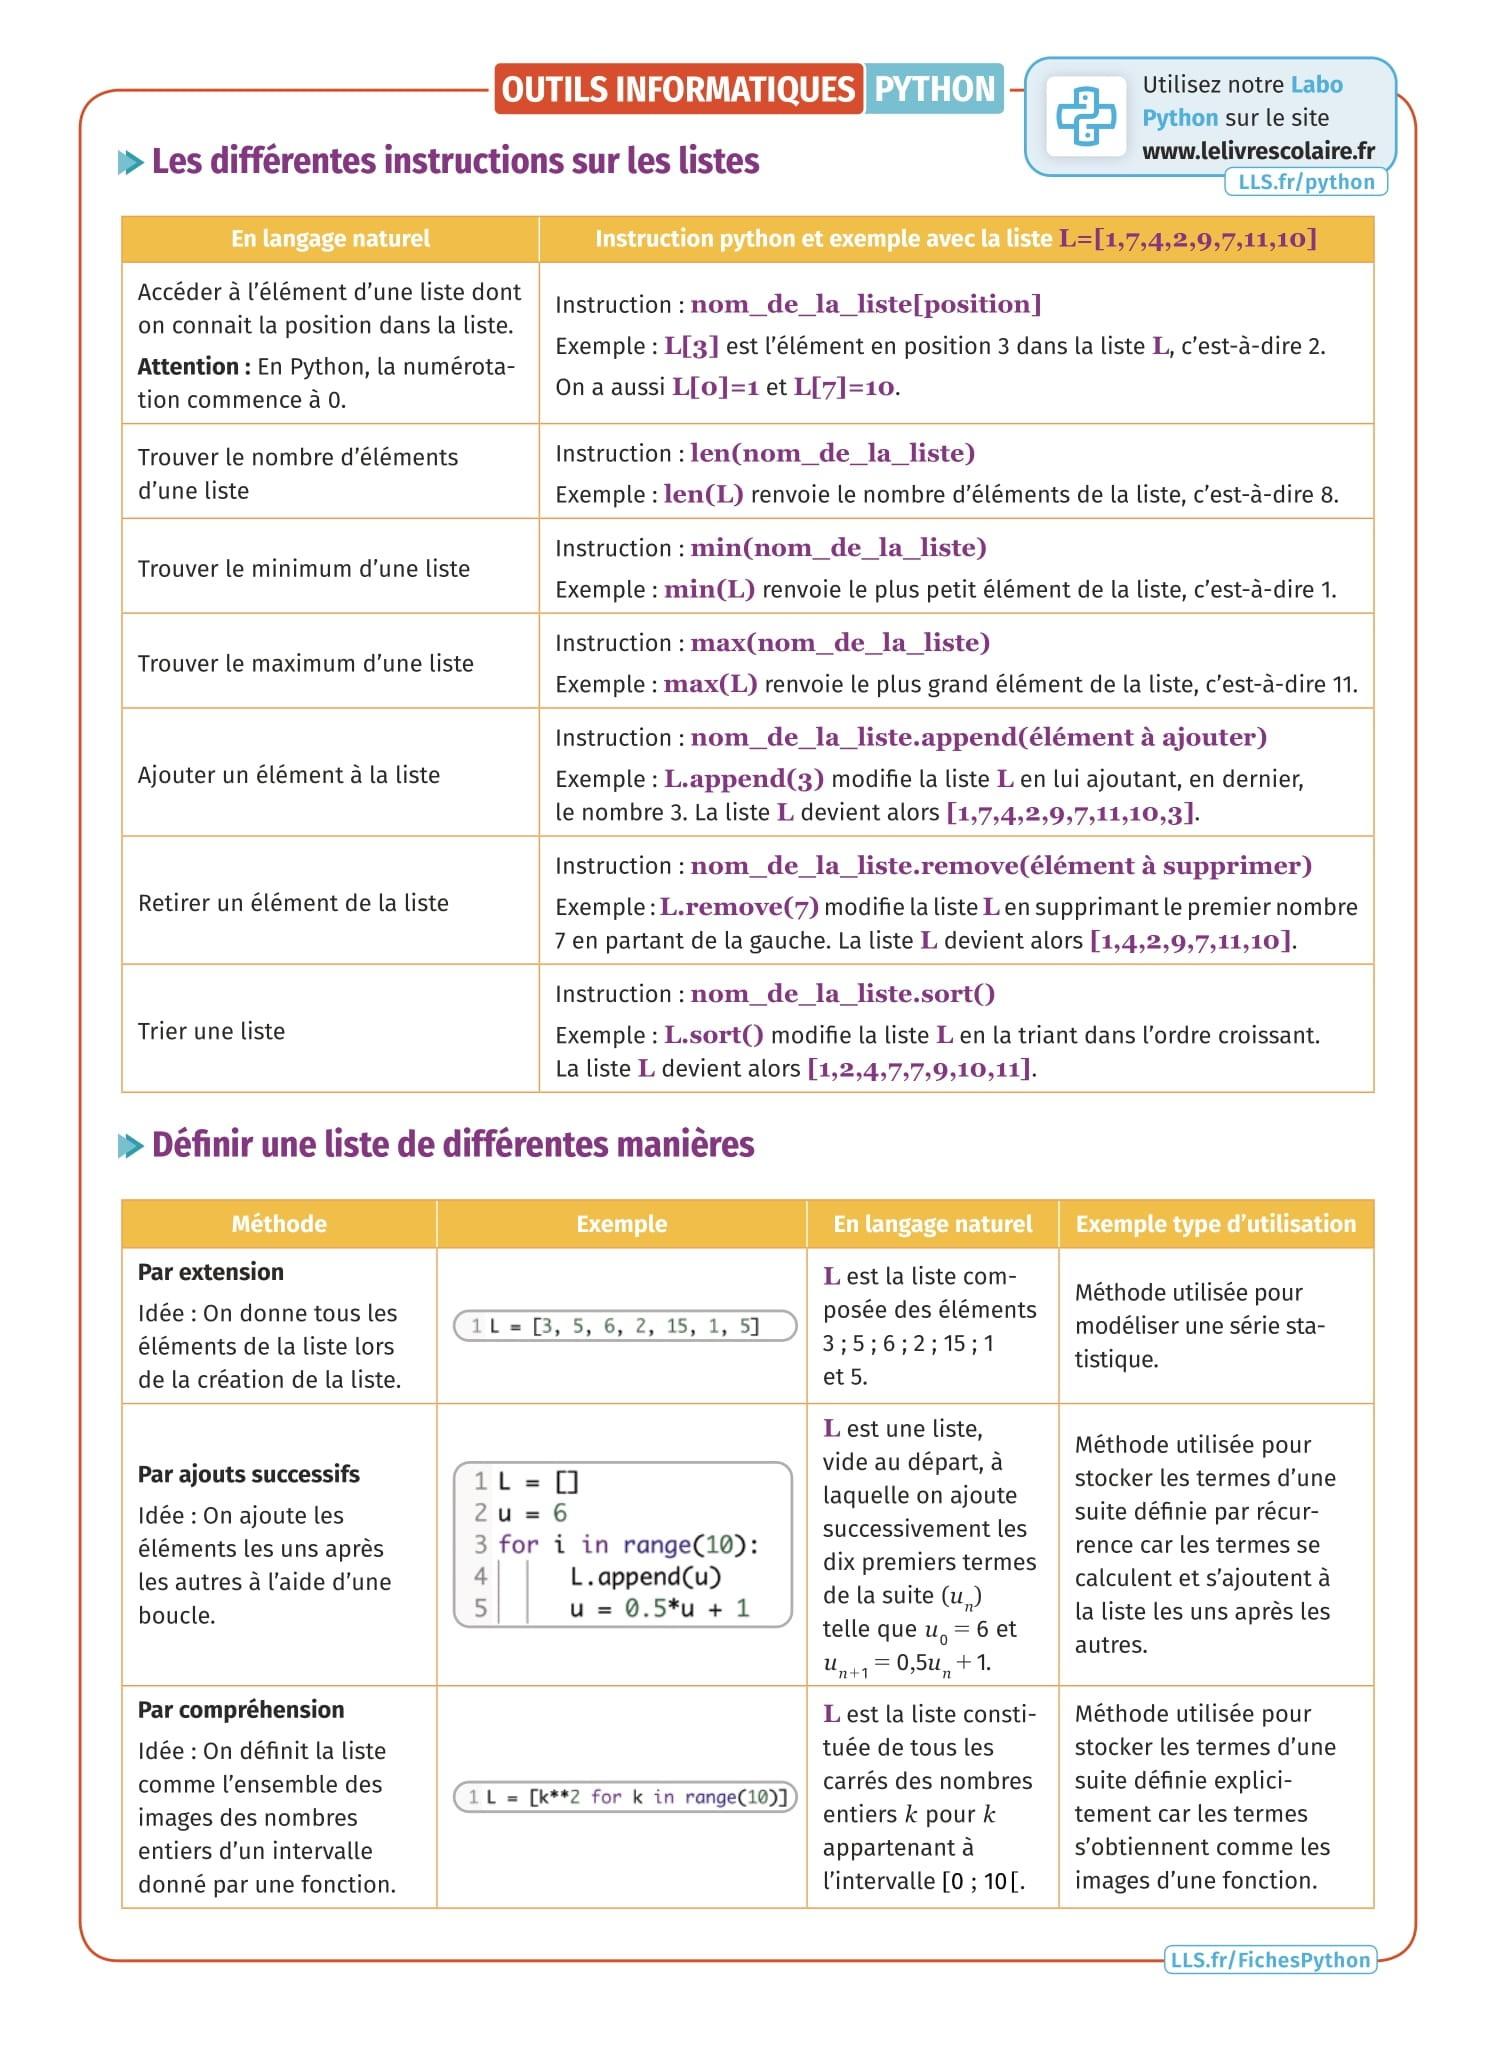 OUTILS INFORMATIQUES PYTHON
Utilisez notre Labo
Python sur le site
www.lelivrescolaire.fr
LLS.fr/python
Les différentes instructions sur les listes
En langage naturel
Instruction python et exemple avec la liste L=[1,7,4,2,9,7,11,10]
Accéder à l'élément d'une liste dont
on connait la position dans la liste.
Attention : En Python, la numérota-
tion commence à 0.
Instruction : nom_de_la_liste[position]
Exemple : L[3] est l'élément en position 3 dans la liste L, c'est-à-dire 2.
On a aussi L[0]=1 et L[7]=10.
Trouver le nombre d'éléments
d'une liste
Instruction : len(nom_de_la_liste)
Exemple : len(L) renvoie le nombre d'éléments de la liste, c'est-à-dire 8.
Trouver le minimum d'une liste
Instruction : min(nom_de_la_liste)
Exemple : min(L) renvoie le plus petit élément de la liste, c'est-à-dire 1.
Trouver le maximum d'une liste
Instruction : max(nom_de_la_liste)
Exemple : max(L) renvoie le plus grand élément de la liste, c'est-à-dire 11.
Ajouter un élément à la liste
Instruction : nom_de_la_liste.append(élément à ajouter)
Exemple : L.append(3) modifie la liste L en lui ajoutant, en dernier,
le nombre 3. La liste L devient alors [1,7,4,2,9,7,11,10,3].
Retirer un élément de la liste
Instruction : nom_de_la_liste.remove(élément à supprimer)
Exemple : L.remove(7) modifie la liste L en supprimant le premier nombre
7 en partant de la gauche. La liste L devient alors [1,4,2,9,7,11,10].
Trier une liste
Instruction : nom_de_la_liste.sort()
Exemple : L.sort() modifie la liste L en la triant dans l'ordre croissant.
La liste L devient alors [1,2,4,7,7,9,10,11].
Définir une liste de différentes manières
Méthode
Exemple
En langage naturel
Exemple type d'utilisation
Par extension
Idée : On donne tous les
éléments de la liste lors
de la création de la liste.
1 L = [3, 5, 6, 2, 15, 1, 5]
L est la liste com-
posée des éléments
3 ; 5 ; 6 ; 2 ; 15 ; 1
et 5.
Méthode utilisée pour
modéliser une série sta-
tistique.
Par ajouts successifs
Idée : On ajoute les
éléments les uns après
les autres à l'aide d'une
boucle.
1 L = []
2 u = 6
3 for i in range(10):
4 L.append(u)
5 u = 0.5*u + 1
L est une liste,
vide au départ, à
laquelle on ajoute
successivement les
dix premiers termes
de la suite (uₙ)
telle que u₀ = 6 et
uₙ₊₁ = 0,5uₙ + 1.
Méthode utilisée pour
stocker les termes d'une
suite définie par récur-
rence car les termes se
calculent et s'ajoutent à
la liste les uns après les
autres.
Par compréhension
Idée : On définit la liste
comme l'ensemble des
images des nombres
entiers d'un intervalle
donné par une fonction.
1 L = [k**2 for k in range(10)]
L est la liste consti-
tuée de tous les
carrés des nombres
entiers k pour k
appartenant à
l'intervalle [0 ; 10[.
Méthode utilisée pour
stocker les termes d'une
suite définie explici-
tement car les termes
s'obtiennent comme les
images d'une fonction.
LLS.fr/FichesPython